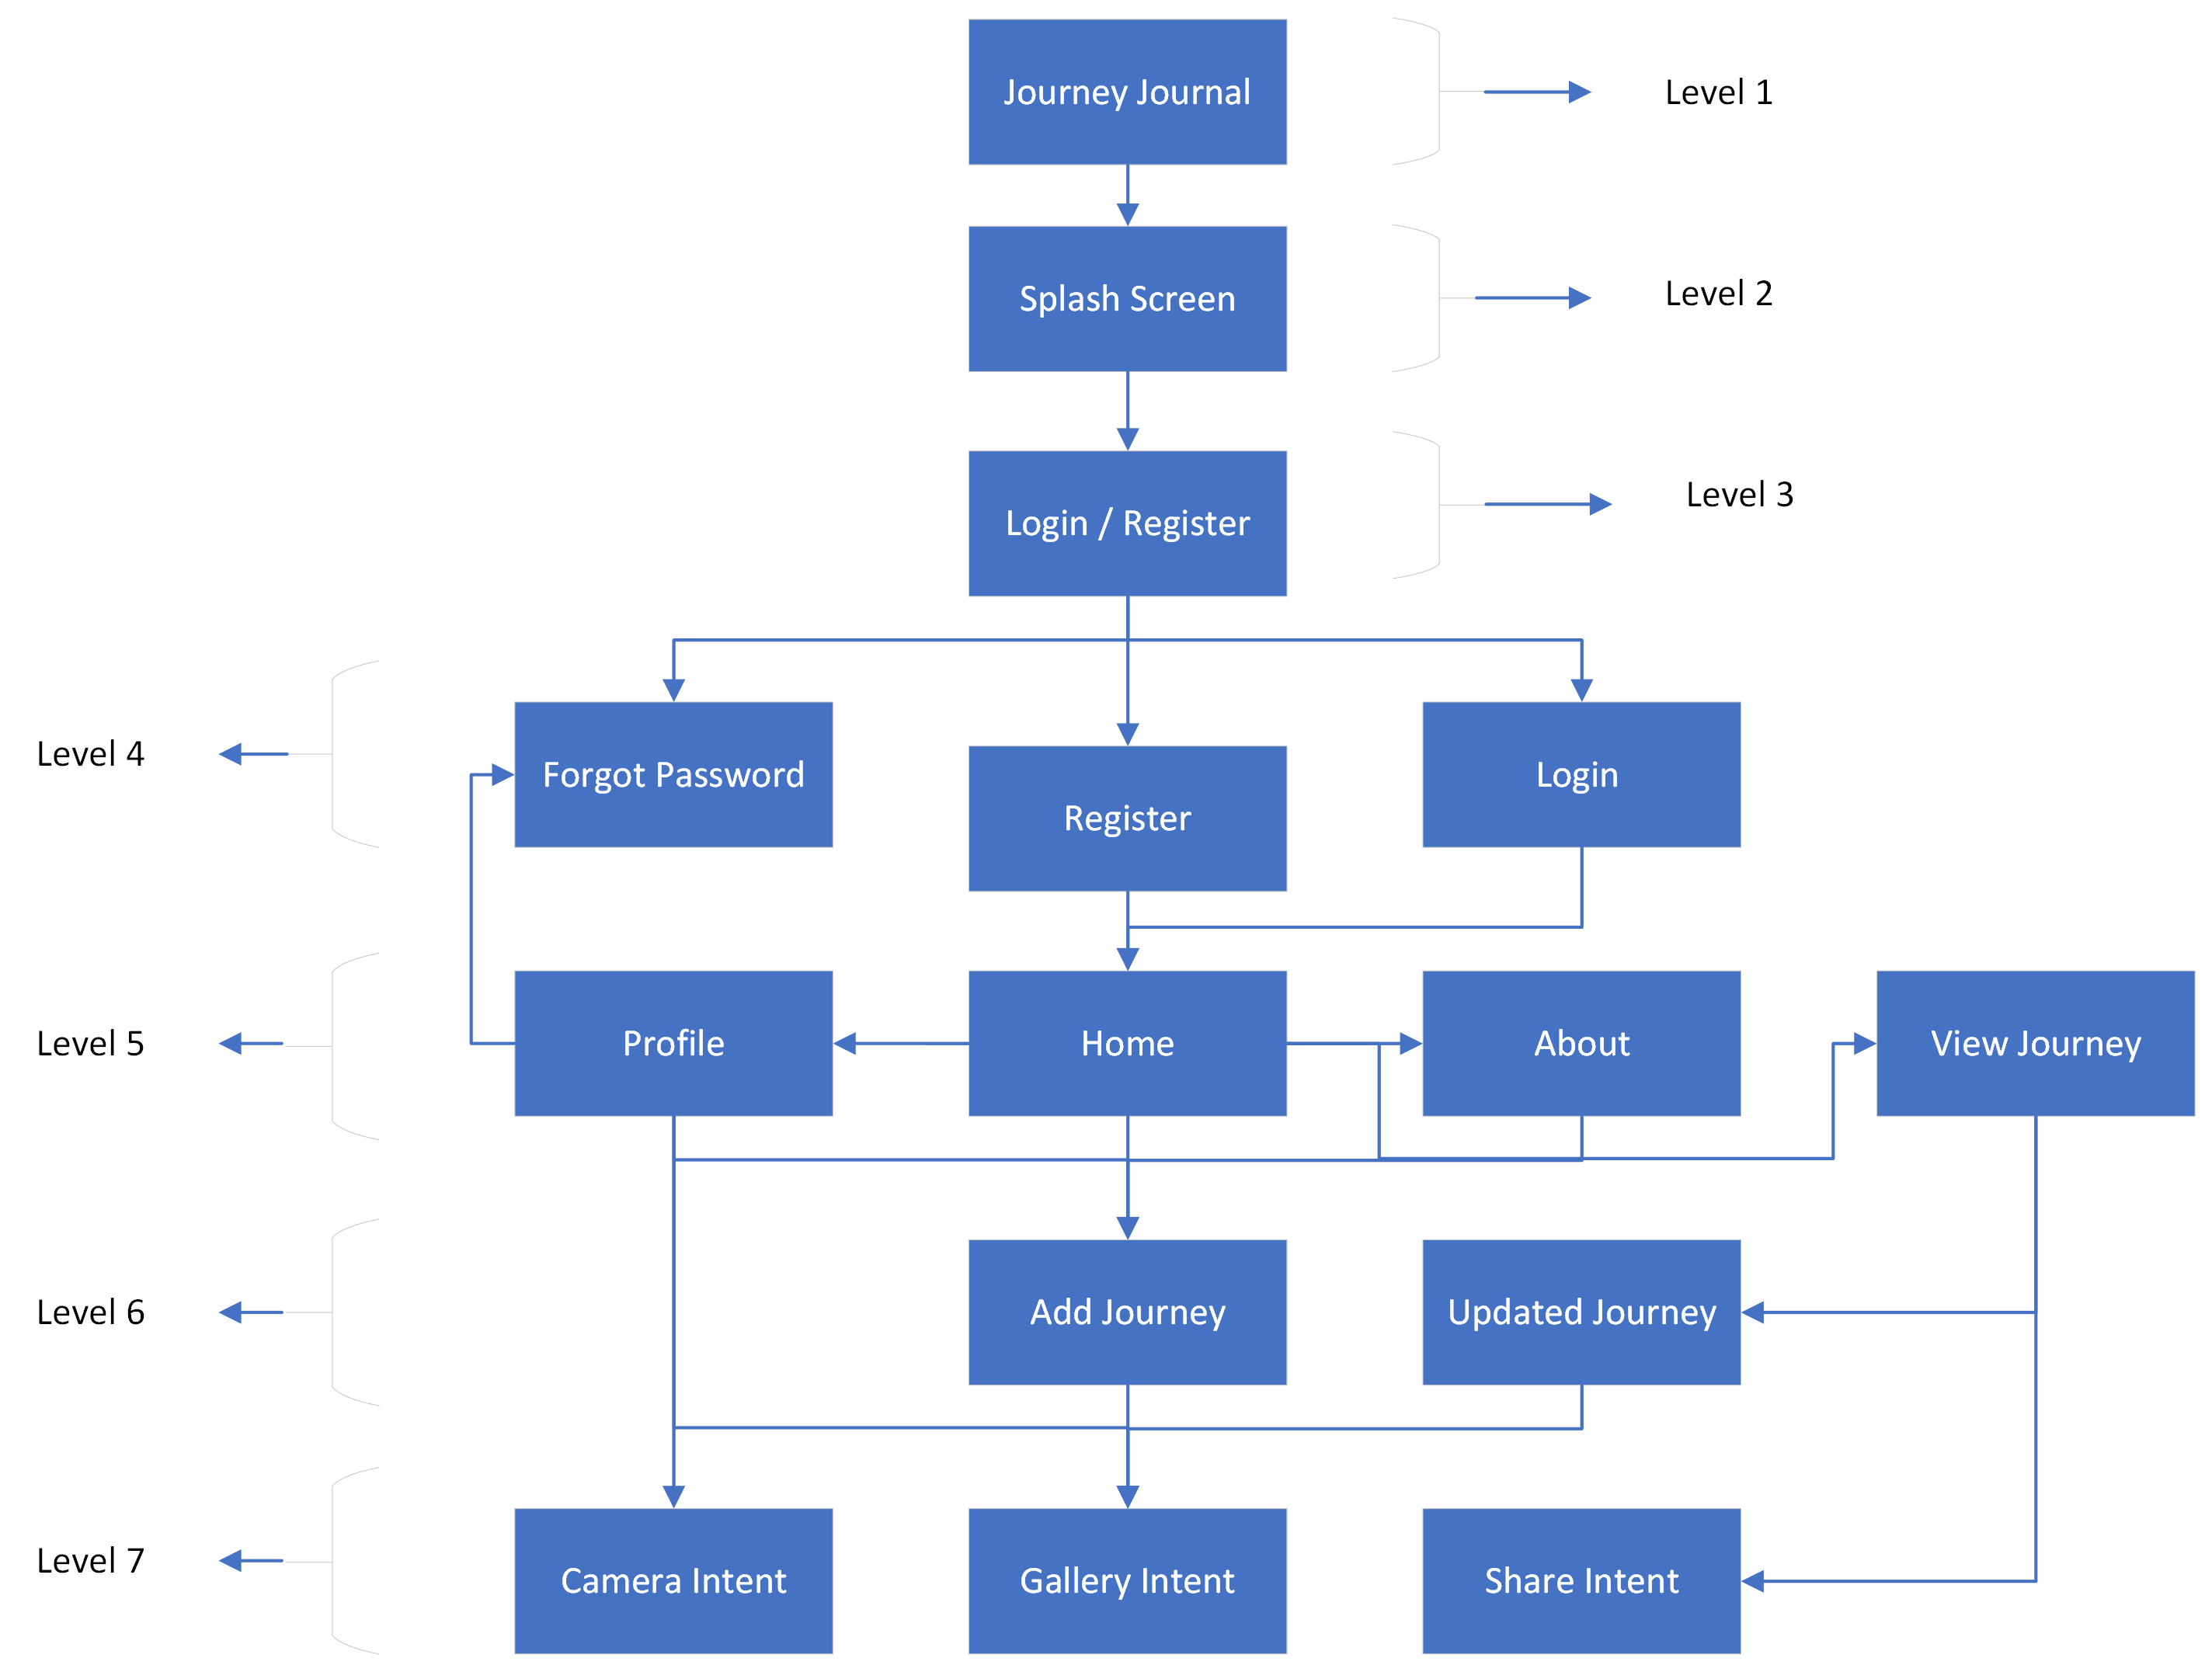 Journey Journal
Level 1
Splash Screen
Level 2
Login / Register
Level 3
Level 4
Forgot Password
Register
Login
Level 5
Profile
Home
About
View Journey
Level 6
Add Journey
Updated Journey
Level 7
Camera Intent
Gallery Intent
Share Intent